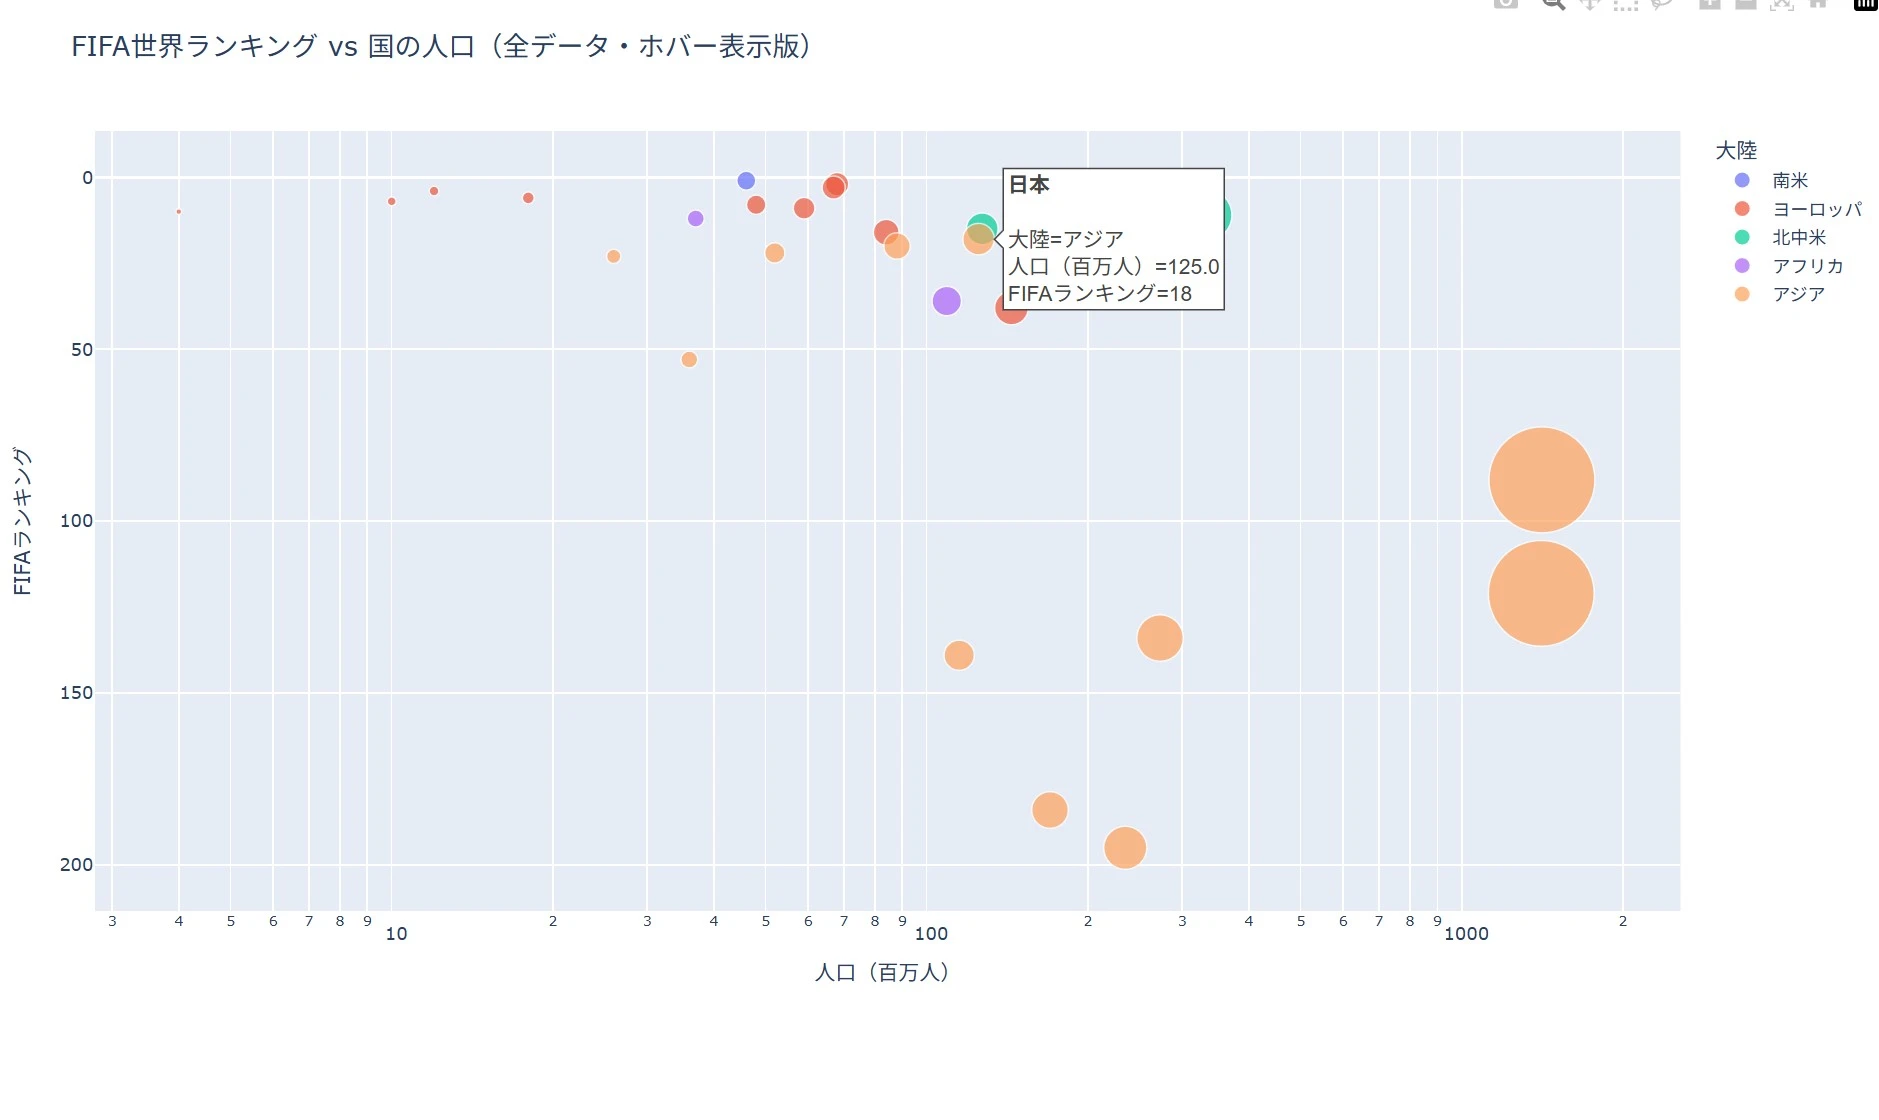 FIFA世界ランキング vs 国の人口（全データ・ホバー表示版）
大陸
南米
ヨーロッパ
北中米
アフリカ
アジア
日本
大陸=アジア
人口（百万人）=125.0
FIFAランキング=18
FIFAランキング
0
50
100
150
200
3 4 5 6 7 8 9 2 3 4 5 6 7 8 9 2 3 4 5 6 7 8 9 2
10 100 1000
人口（百万人）